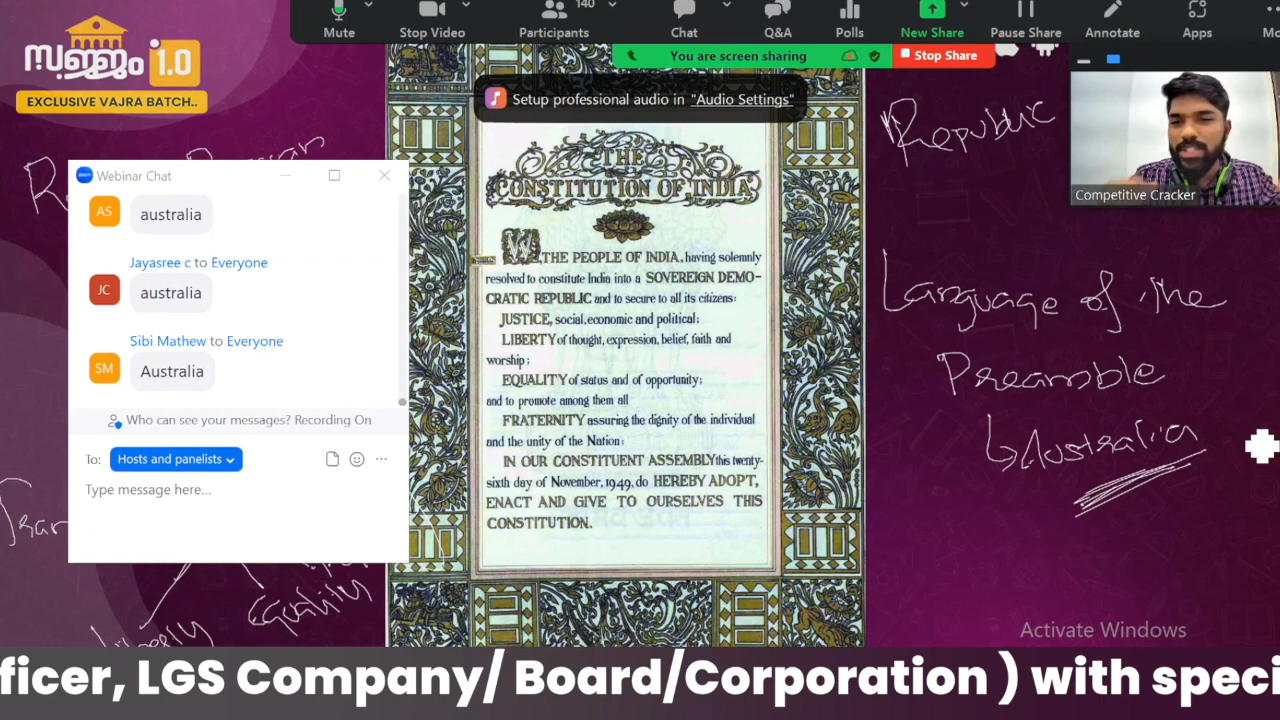 സ്വജ്ജം 1.0
EXCLUSIVE VAJRA BATCH..
Mute
Stop Video
140
Participants
Chat
Q&A
Polls
New Share
Pause Share
Annotate
Apps
You are screen sharing
Stop Share
Setup professional audio in "Audio Settings"
Competitive Cracker
Republic
Webinar Chat
AS
australia
Jayasree c to Everyone
JC
australia
Sibi Mathew to Everyone
SM
Australia
Who can see your messages? Recording On
To: Hosts and panelists
Type message here...
THE
CONSTITUTION OF INDIA
WE, THE PEOPLE OF INDIA, having solemnly
resolved to constitute India into a SOVEREIGN DEMO-
CRATIC REPUBLIC and to secure to all its citizens:
JUSTICE, social, economic and political;
LIBERTY of thought, expression, belief, faith and
worship;
EQUALITY of status and of opportunity;
and to promote among them all
FRATERNITY assuring the dignity of the individual
and the unity of the Nation;
IN OUR CONSTITUENT ASSEMBLY this twenty-
sixth day of November, 1949, do HEREBY ADOPT,
ENACT AND GIVE TO OURSELVES THIS
CONSTITUTION.
Language of the
Preamble
Australia
liberty
Equality
Activate Windows
fficer, LGS Company/ Board/Corporation ) with speci